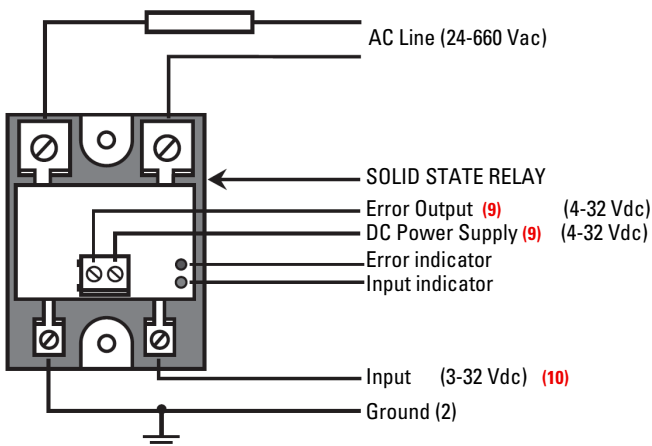 AC Line (24-660 Vac)
SOLID STATE RELAY
Error Output (9) (4-32 Vdc)
DC Power Supply (9) (4-32 Vdc)
Error indicator
Input indicator
Input (3-32 Vdc) (10)
Ground (2)